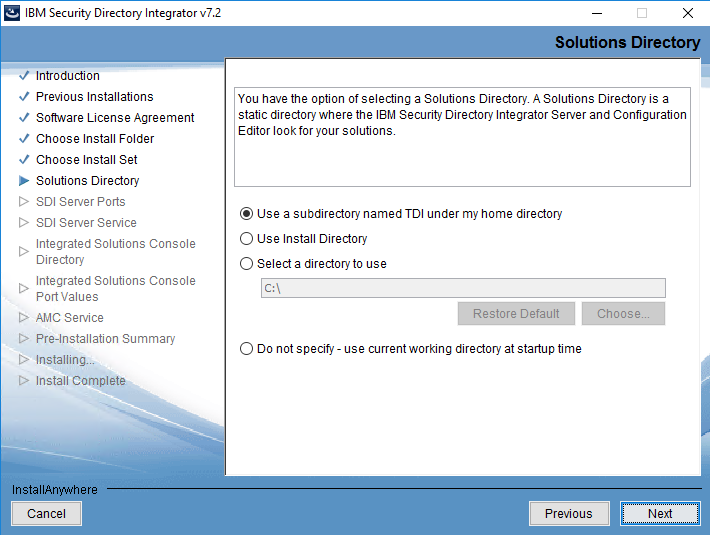 IBM Security Directory Integrator v7.2
Solutions Directory
Introduction
Previous Installations
Software License Agreement
Choose Install Folder
Choose Install Set
Solutions Directory
SDI Server Ports
SDI Server Service
Integrated Solutions Console
Directory
Integrated Solutions Console
Port Values
AMC Service
Pre-Installation Summary
Installing...
Install Complete
You have the option of selecting a Solutions Directory. A Solutions Directory is a
static directory where the IBM Security Directory Integrator Server and Configuration
Editor look for your solutions.
Use a subdirectory named TDI under my home directory
Use Install Directory
Select a directory to use
C:\
Restore Default
Choose...
Do not specify - use current working directory at startup time
InstallAnywhere
Cancel
Previous
Next